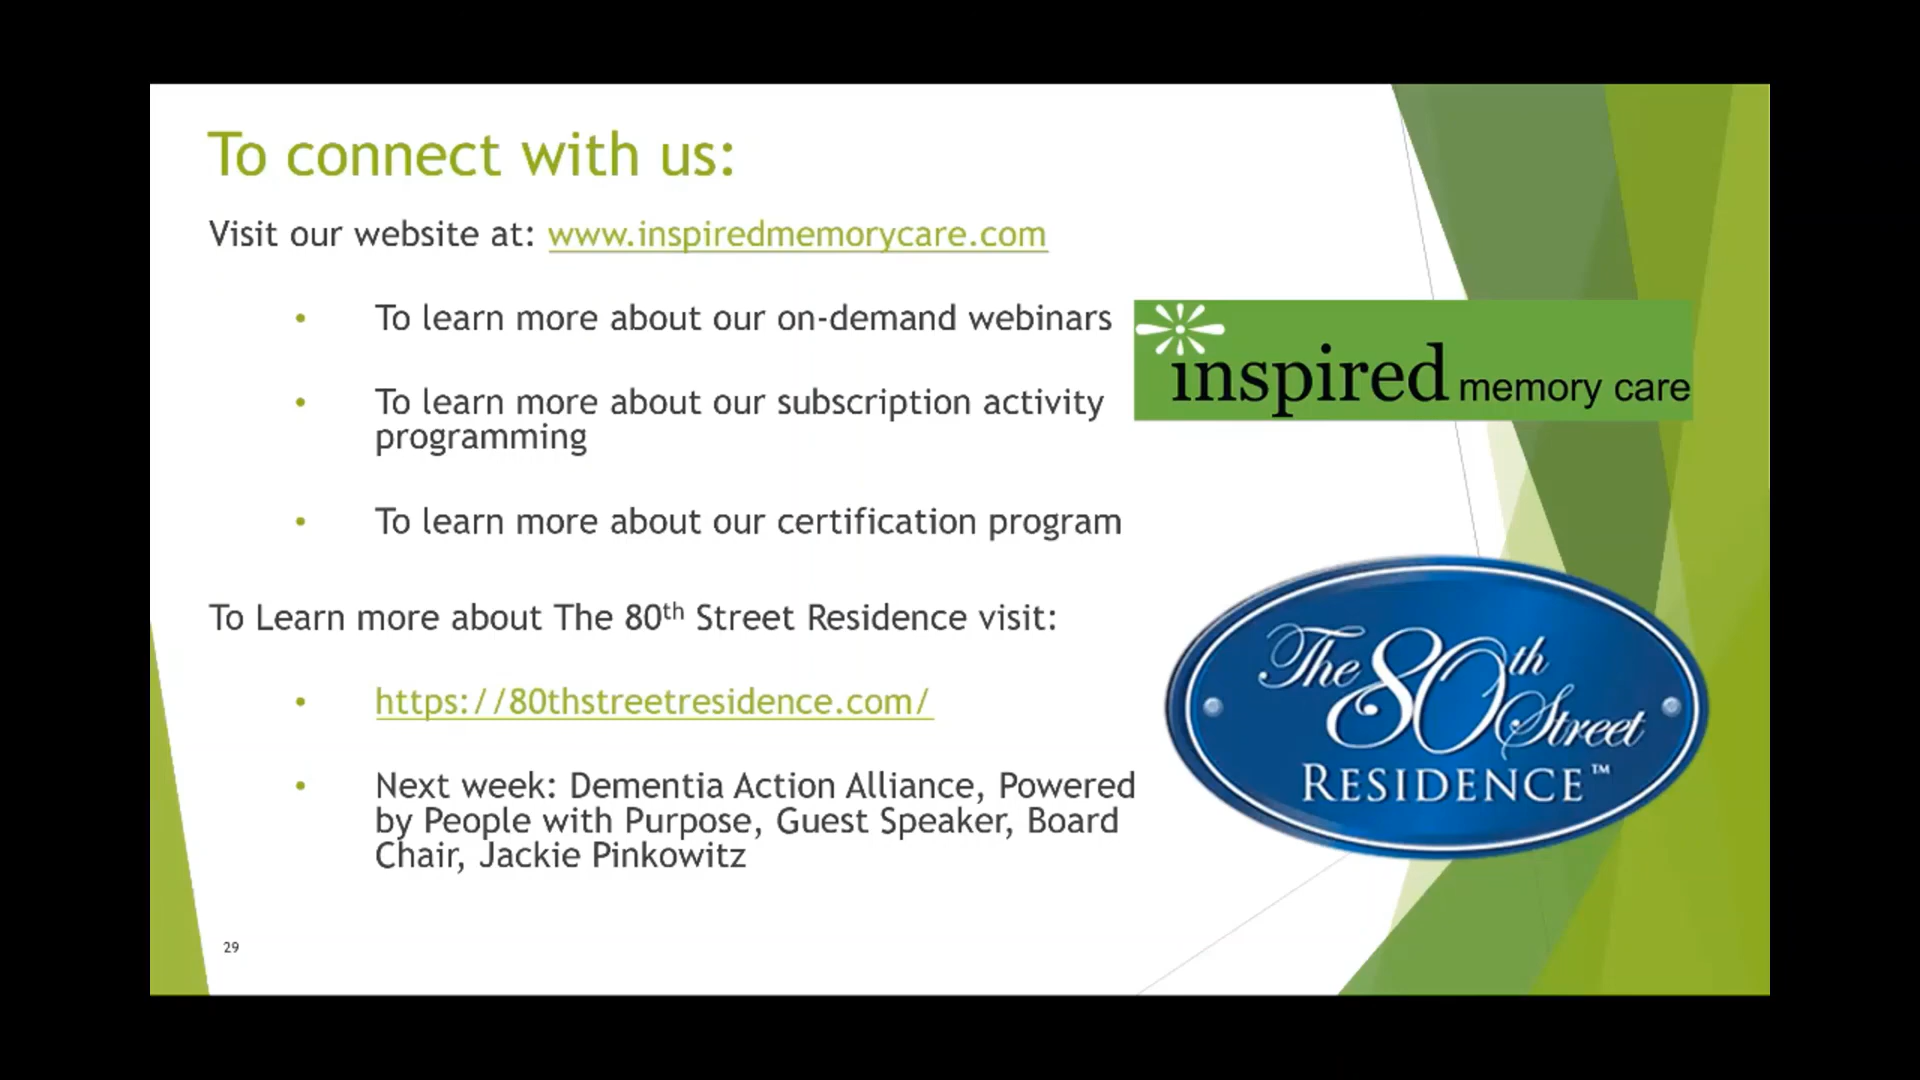 To connect with us:
Visit our website at: www.inspiredmemorycare.com
• To learn more about our on-demand webinars
• To learn more about our subscription activity
programming
• To learn more about our certification program
To Learn more about The 80th Street Residence visit:
• https://80thstreetresidence.com/
• Next week: Dementia Action Alliance, Powered
by People with Purpose, Guest Speaker, Board
Chair, Jackie Pinkowitz
29
inspired memory care
The 80th Street
RESIDENCE™